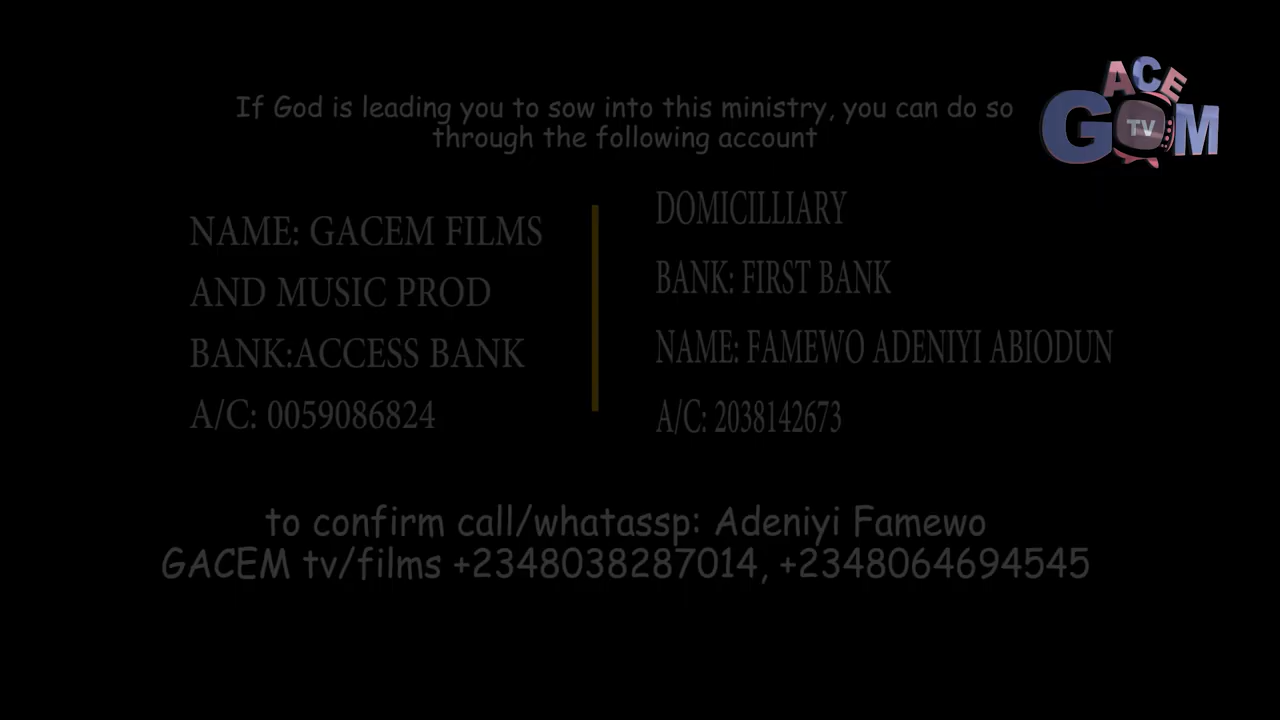 If God is leading you to sow into this ministry, you can do so
through the following account
NAME: GACEM FILMS
AND MUSIC PROD
BANK:ACCESS BANK
A/C: 0059086824
DOMICILLIARY
BANK: FIRST BANK
NAME: FAMEWO ADENIYI ABIODUN
A/C: 2038142673
to confirm call/whatassp: Adeniyi Famewo
GACEM tv/films +2348038287014, +2348064694545
ACE
G TV M